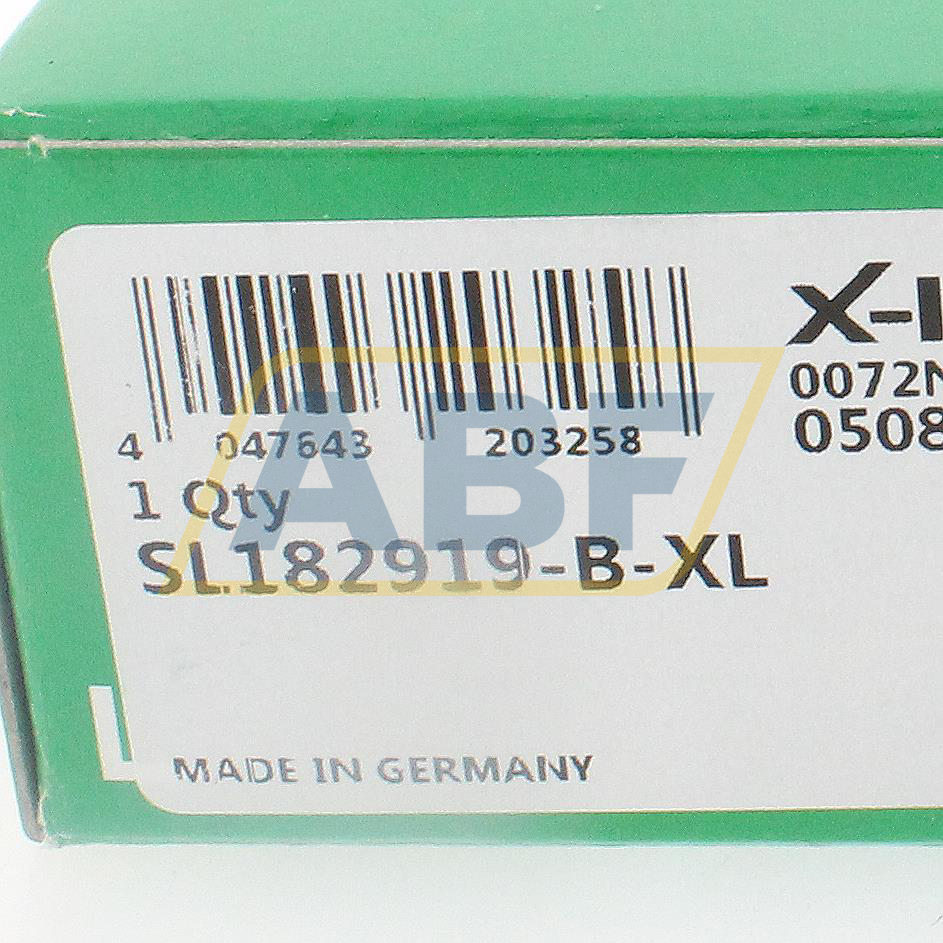 4 047643 203258
1 Qty
SL182919-B-XL
MADE IN GERMANY
X-
0072N
0508
ABF